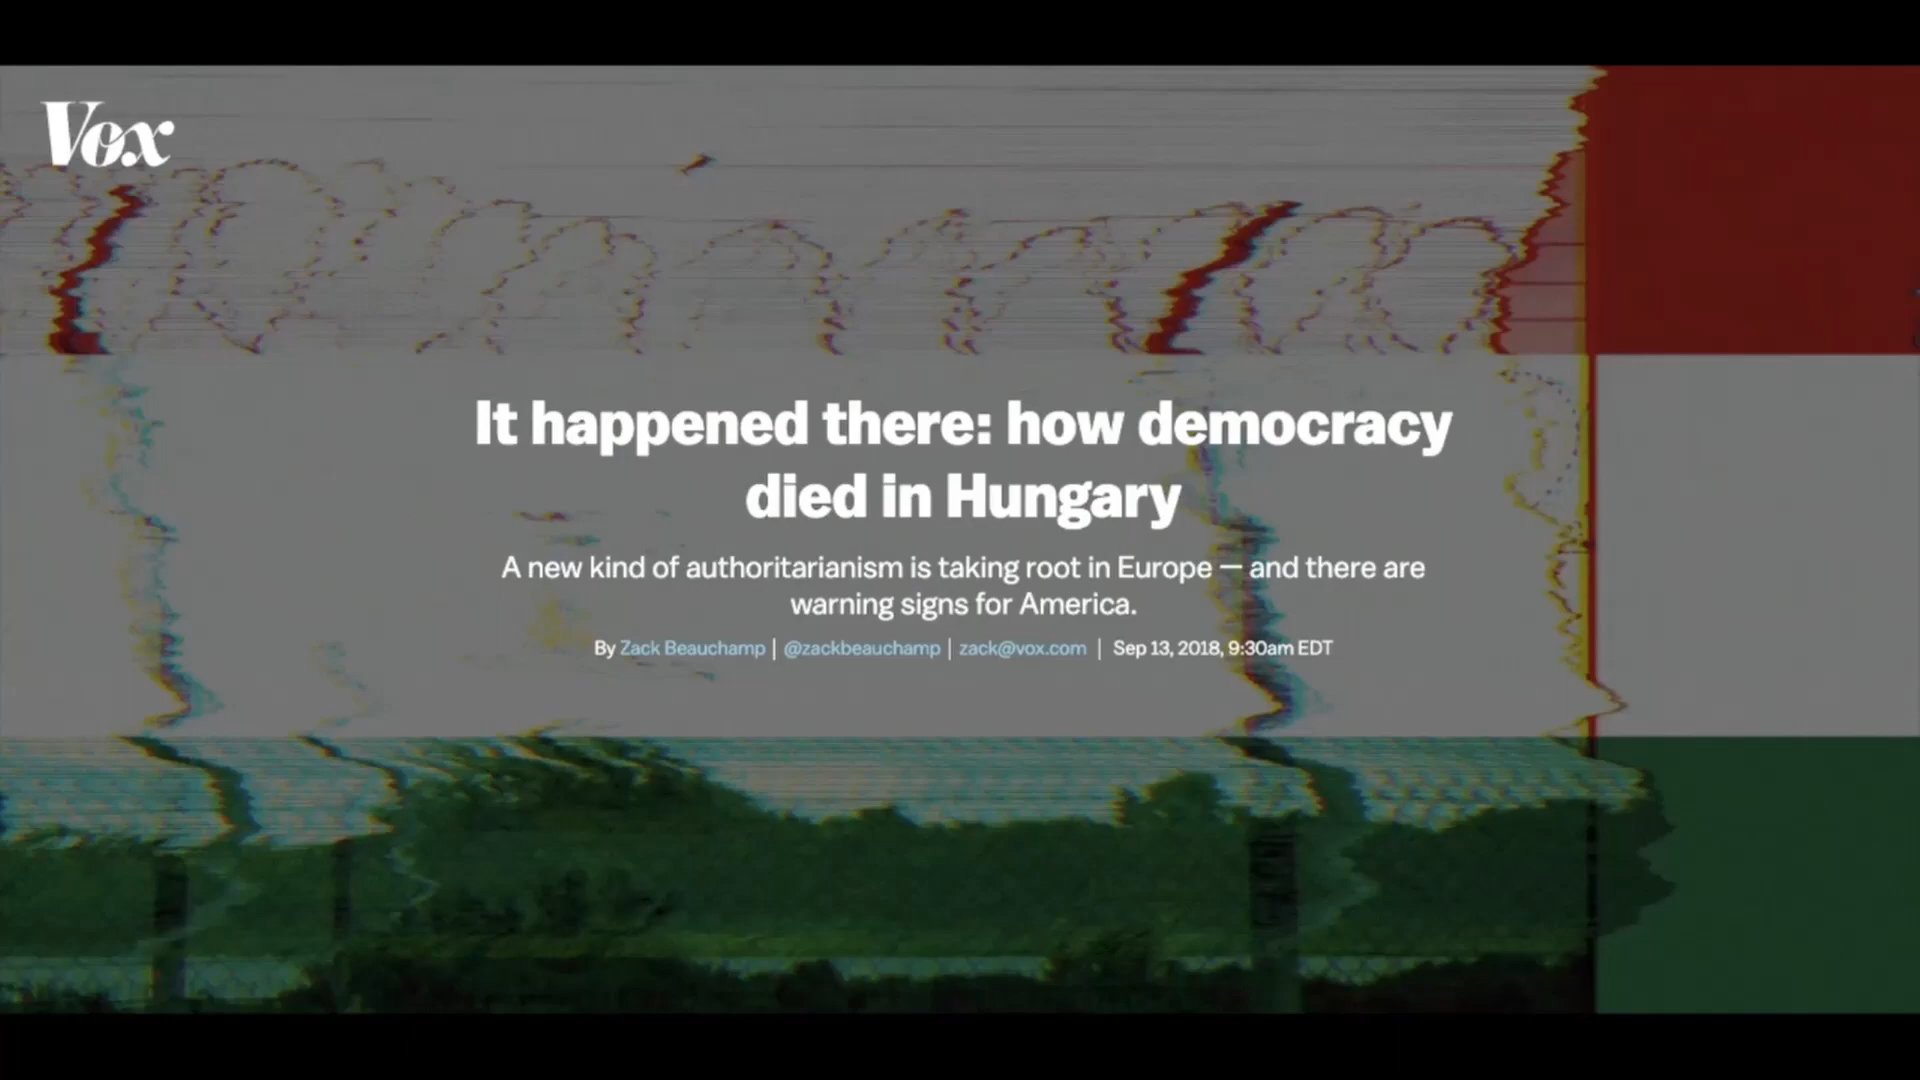 Vox
It happened there: how democracy
died in Hungary
A new kind of authoritarianism is taking root in Europe — and there are
warning signs for America.
By Zack Beauchamp | @zackbeauchamp | zack@vox.com | Sep 13, 2018, 9:30am EDT